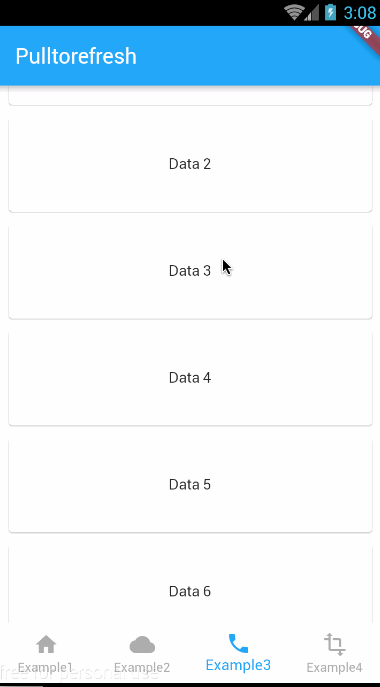 3:08
Pulltorefresh
Data 2
Data 3
Data 4
Data 5
Data 6
Example1
Example2
Example3
Example4
free for personal use